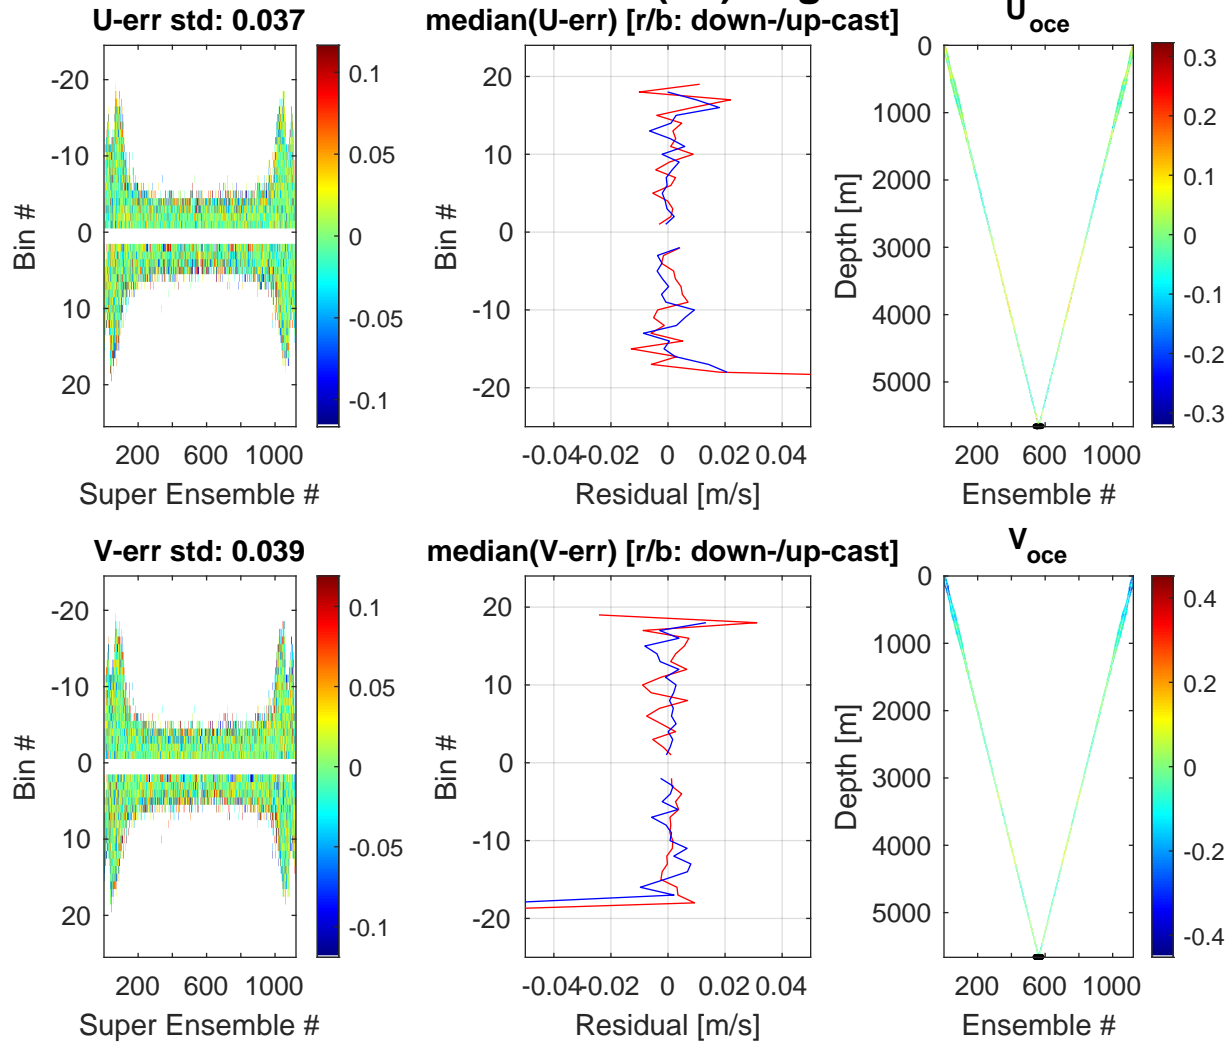 U-err std: 0.037
median(U-err) [r/b: down-/up-cast]
U_oce
-20
-10
0
10
20
Bin #
200 600 1000
Super Ensemble #
0.1
0.05
0
-0.05
-0.1
20
10
0
-10
-20
Bin #
-0.04 -0.02 0 0.02 0.04
Residual [m/s]
0
1000
2000
3000
4000
5000
Depth [m]
200 600 1000
Ensemble #
0.3
0.2
0.1
0
-0.1
-0.2
-0.3
V-err std: 0.039
median(V-err) [r/b: down-/up-cast]
V_oce
-20
-10
0
10
20
Bin #
200 600 1000
Super Ensemble #
0.1
0.05
0
-0.05
-0.1
20
10
0
-10
-20
Bin #
-0.04 -0.02 0 0.02 0.04
Residual [m/s]
0
1000
2000
3000
4000
5000
Depth [m]
200 600 1000
Ensemble #
0.4
0.2
0
-0.2
-0.4